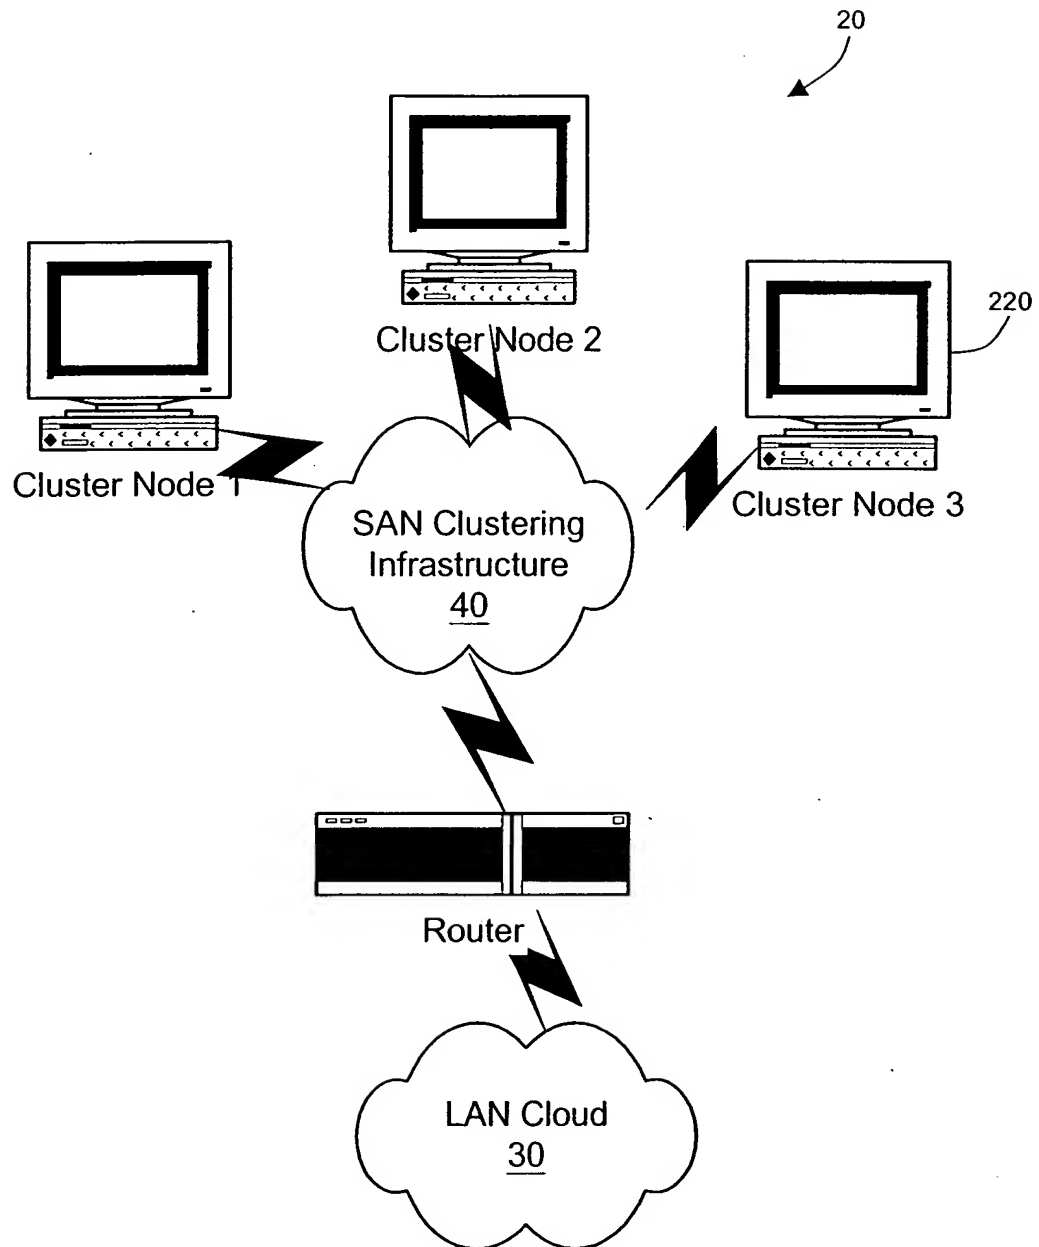 20
Cluster Node 2
220
Cluster Node 1
Cluster Node 3
SAN Clustering
Infrastructure
40
Router
LAN Cloud
30